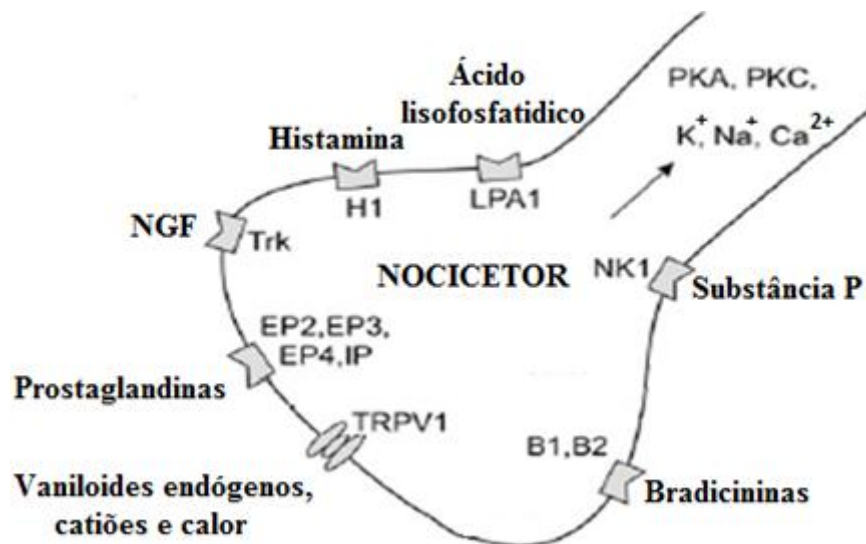 Ácido
lisofosfatidico
PKA, PKC,
K+, Na+, Ca2+
Histamina
H1
LPA1
NGF
Trk
NOCICETOR
NK1
Substância P
EP2,EP3,
EP4,IP
Prostaglandinas
TRPV1
B1,B2
Vaniloides endógenos,
catiões e calor
Bradicininas